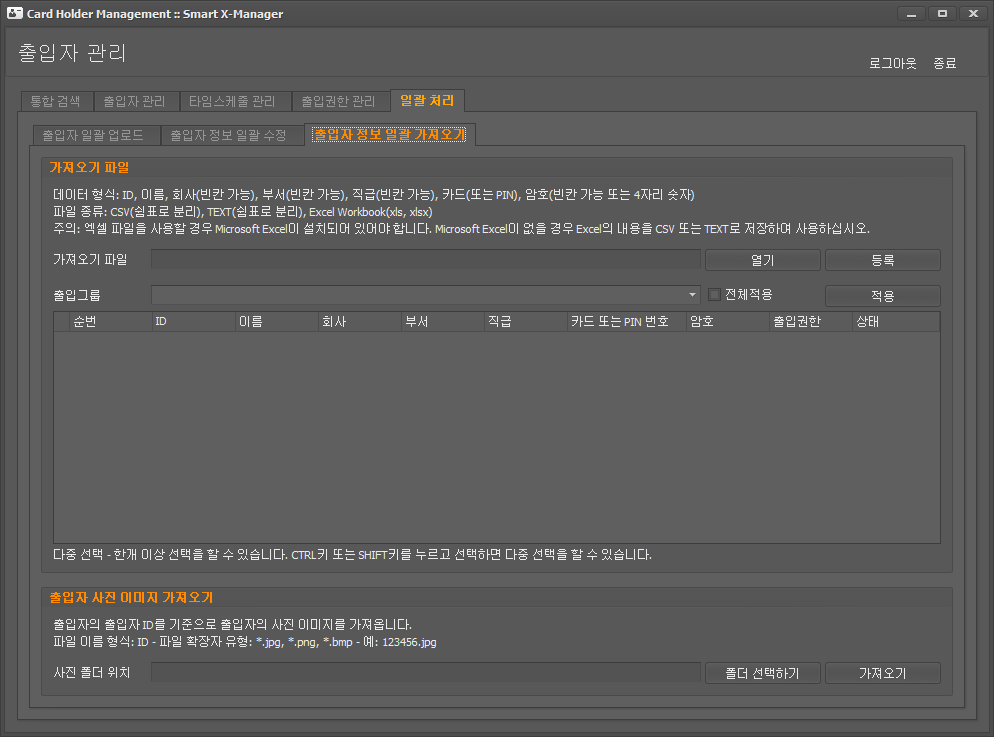 Card Holder Management :: Smart X-Manager
출입자 관리
로그아웃 종료
통합 검색 출입자 관리 타임스케줄 관리 출입권한 관리 일괄 처리
출입자 일괄 업로드 출입자 정보 일괄 수정 출입자 정보 일괄 가져오기
가져오기 파일
데이터 형식: ID, 이름, 회사(빈칸 가능), 부서(빈칸 가능), 직급(빈칸 가능), 카드(또는 PIN), 암호(빈칸 가능 또는 4자리 숫자)
파일 종류: CSV(쉼표로 분리), TEXT(쉼표로 분리), Excel Workbook(xls, xlsx)
주의: 엑셀 파일을 사용할 경우 Microsoft Excel이 설치되어 있어야 합니다. Microsoft Excel이 없을 경우 Excel의 내용을 CSV 또는 TEXT로 저장하여 사용하십시오.
가져오기 파일 열기 등록
출입그룹 전체적용 적용
순번 ID 이름 회사 부서 직급 카드 또는 PIN 번호 암호 출입권한 상태
다중 선택 - 한개 이상 선택을 할 수 있습니다. CTRL키 또는 SHIFT키를 누르고 선택하면 다중 선택을 할 수 있습니다.
출입자 사진 이미지 가져오기
출입자의 출입자 ID를 기준으로 출입자의 사진 이미지를 가져옵니다.
파일 이름 형식: ID - 파일 확장자 유형: *.jpg, *.png, *.bmp - 예: 123456.jpg
사진 폴더 위치 폴더 선택하기 가져오기